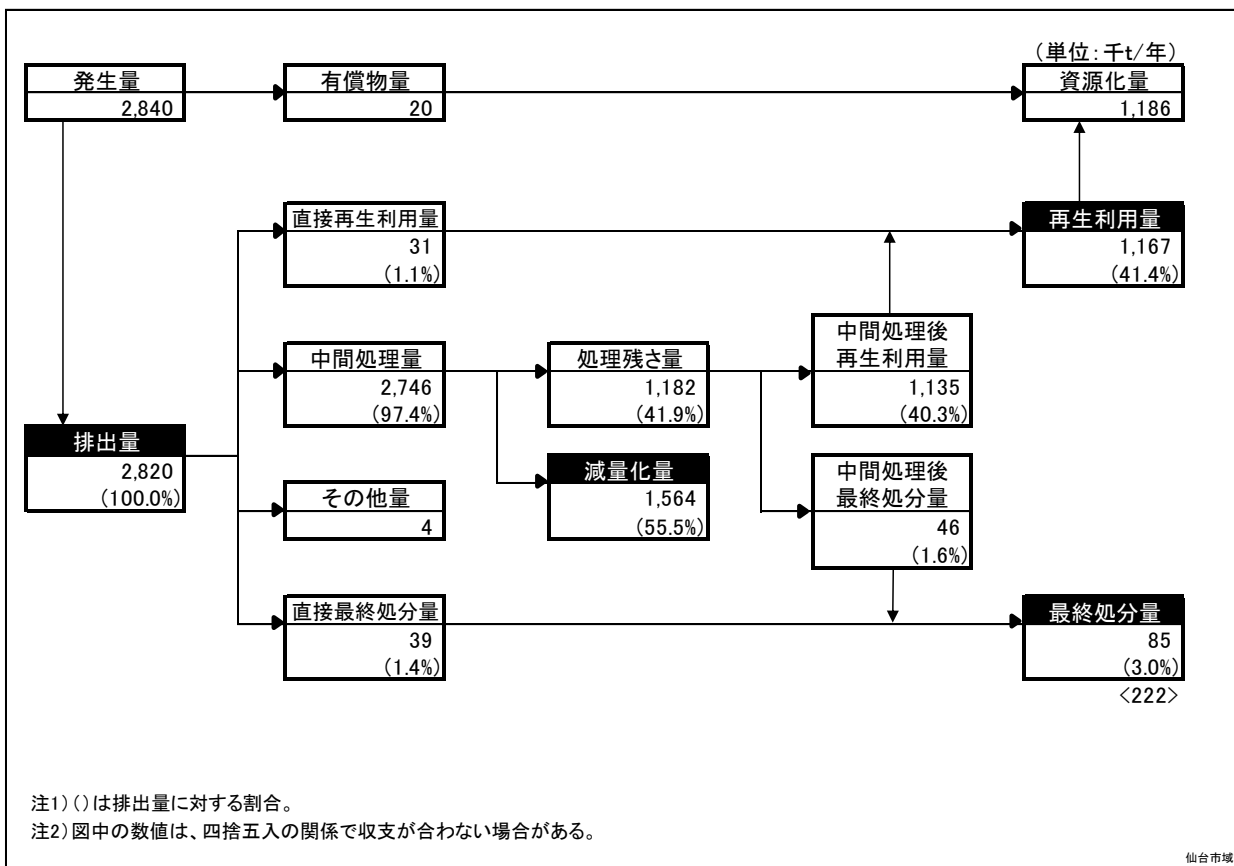 (単位:千t/年)
発生量
2,840
有償物量
20
資源化量
1,186
直接再生利用量
31
(1.1%)
再生利用量
1,167
(41.4%)
中間処理量
2,746
(97.4%)
処理残さ量
1,182
(41.9%)
中間処理後
再生利用量
1,135
(40.3%)
排出量
2,820
(100.0%)
減量化量
1,564
(55.5%)
中間処理後
最終処分量
46
(1.6%)
その他量
4
直接最終処分量
39
(1.4%)
最終処分量
85
(3.0%)
<222>
注1)()は排出量に対する割合。
注2)図中の数値は、四捨五入の関係で収支が合わない場合がある。
仙台市域